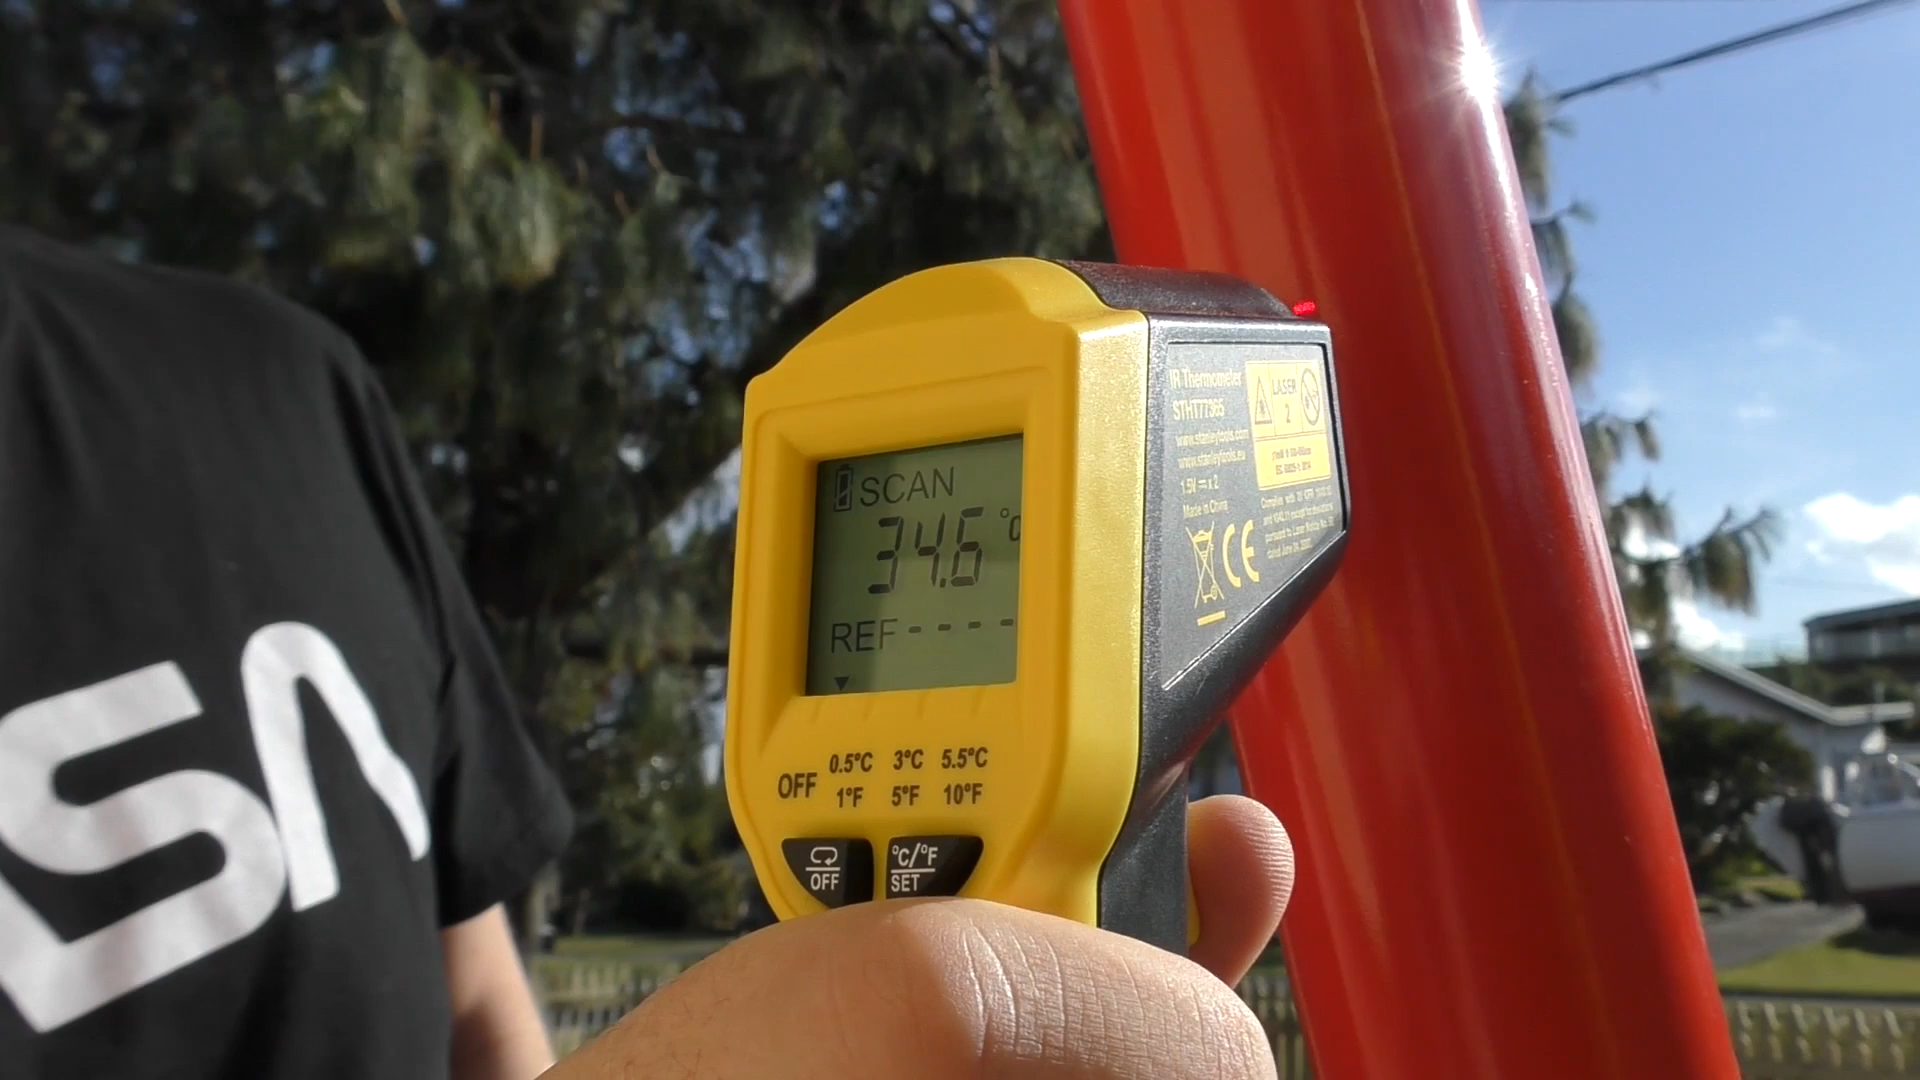 SA
SCAN
34.6 °C
REF - - - -
OFF
0.5°C 3°C 5.5°C
1°F 5°F 10°F
OFF
°C/°F
SET
IR Thermometer
STHT77365
www.stanleytools.com
www.stanleytools.eu
1.5V x 2
Made in China
CE
LASER
2